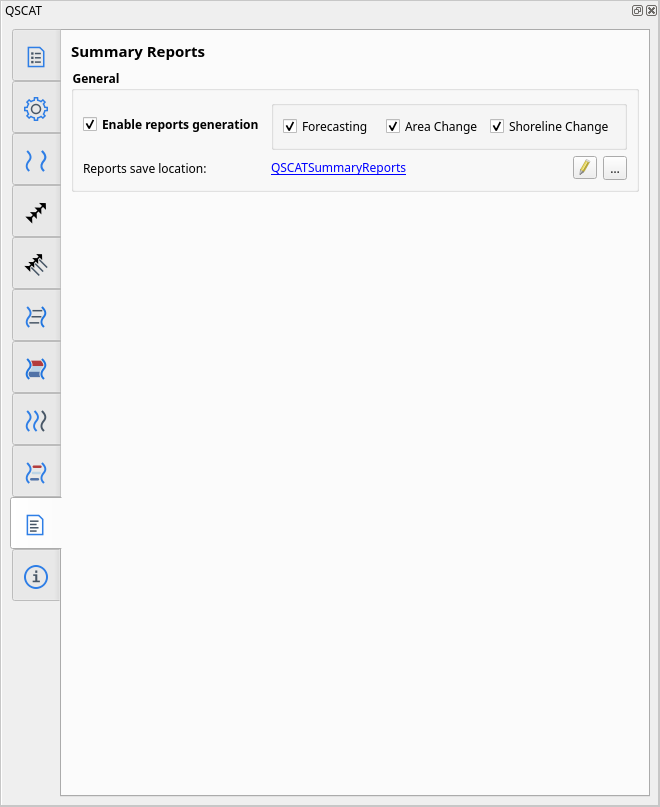 QSCAT
Summary Reports
General
Enable reports generation
Forecasting
Area Change
Shoreline Change
Reports save location:
QSCATSummaryReports
...